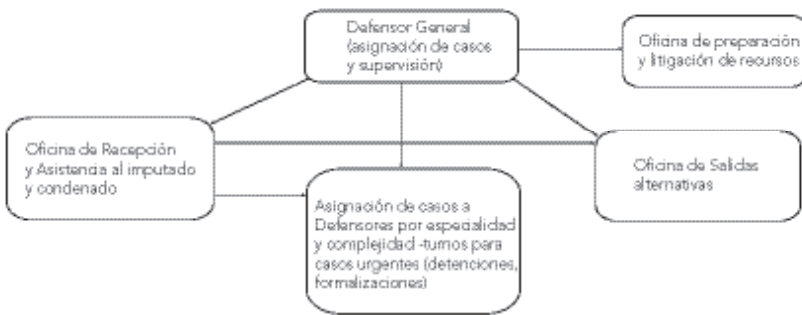 Defensor General
(asignación de casos
y supervisión)
Oficina de preparación
y litigación de recursos
Oficina de Recepción
y Asistencia al imputado
y condenado
Oficina de Salidas
alternativas
Asignación de casos a
Defensores por especialidad
y complejidad -turnos para
casos urgentes (detenciones,
formalizaciones)